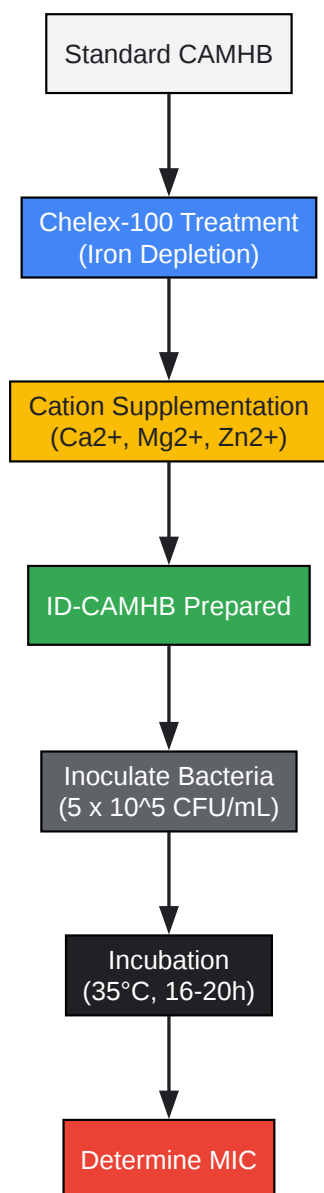 Standard CAMHB
Chelex-100 Treatment
(Iron Depletion)
Cation Supplementation
(Ca2+, Mg2+, Zn2+)
ID-CAMHB Prepared
Inoculate Bacteria
(5 x 10^5 CFU/mL)
Incubation
(35°C, 16-20h)
Determine MIC